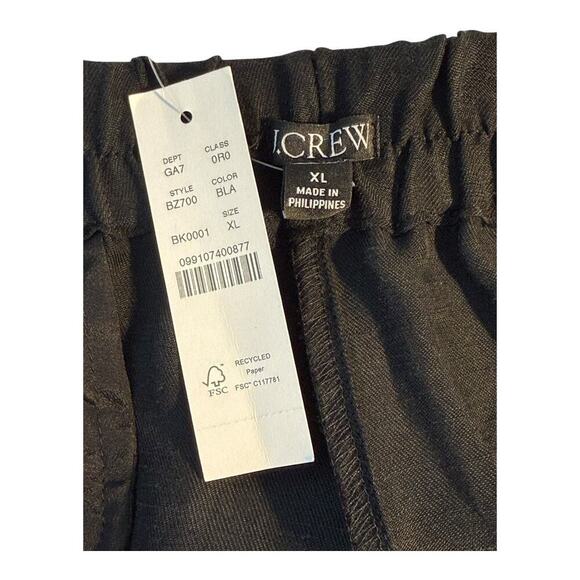 DEPT CLASS
GA7 0R0
STYLE COLOR
BZ700 BLA
SIZE
BK0001 XL
099107400877
FSC
RECYCLED
Paper
FSC™ C117781
J.CREW
XL
MADE IN
PHILIPPINES